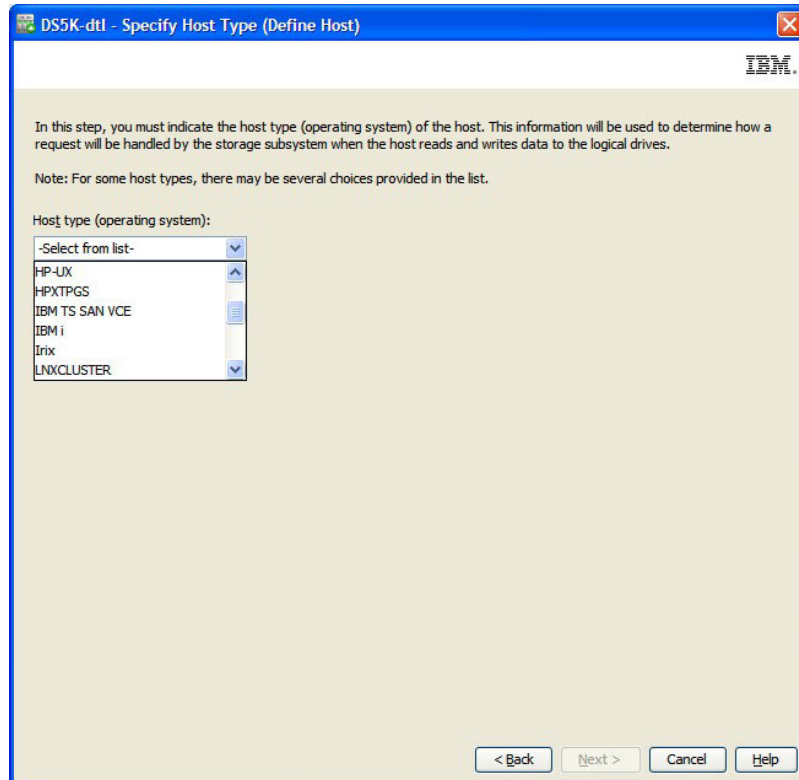 DS5K-dtl - Specify Host Type (Define Host)
IBM.
In this step, you must indicate the host type (operating system) of the host. This information will be used to determine how a
request will be handled by the storage subsystem when the host reads and writes data to the logical drives.
Note: For some host types, there may be several choices provided in the list.
Host type (operating system):
-Select from list-
HP-UX
HPXTPGS
IBM TS SAN VCE
IBM i
Irix
LNXCLUSTER
< Back Next > Cancel Help